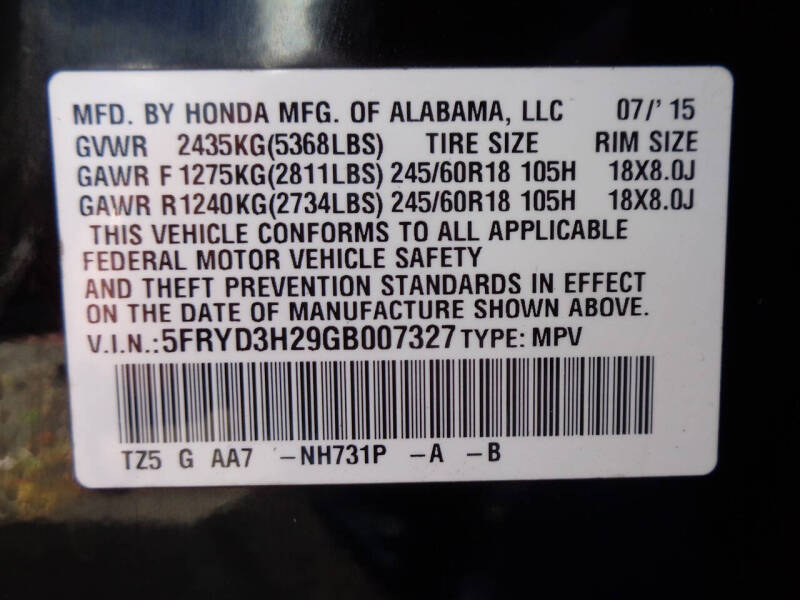 MFD. BY HONDA MFG. OF ALABAMA, LLC 07/' 15
GVWR 2435KG(5368LBS) TIRE SIZE RIM SIZE
GAWR F 1275KG(2811LBS) 245/60R18 105H 18X8.0J
GAWR R1240KG(2734LBS) 245/60R18 105H 18X8.0J
THIS VEHICLE CONFORMS TO ALL APPLICABLE
FEDERAL MOTOR VEHICLE SAFETY
AND THEFT PREVENTION STANDARDS IN EFFECT
ON THE DATE OF MANUFACTURE SHOWN ABOVE.
V.I.N.:5FRYD3H29GB007327 TYPE: MPV
TZ5 G AA7 -NH731P -A -B